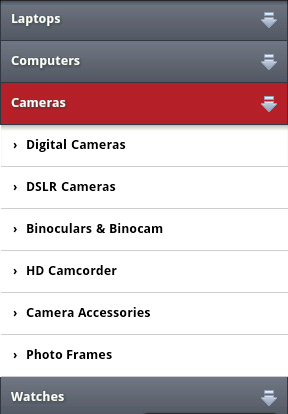 Laptops
Computers
Cameras
› Digital Cameras
› DSLR Cameras
› Binoculars & Binocam
› HD Camcorder
› Camera Accessories
› Photo Frames
Watches